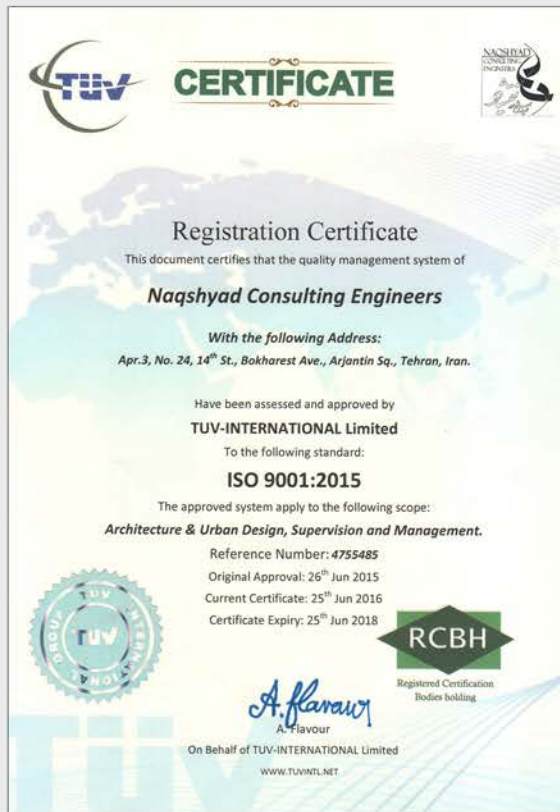 TÜV
CERTIFICATE
NAQSHYAD
CONSULTING
ENGINEERS
Registration Certificate
This document certifies that the quality management system of
Naqshyad Consulting Engineers
With the following Address:
Apr.3, No. 24, 14th St., Bokharest Ave., Arjantin Sq., Tehran, Iran.
Have been assessed and approved by
TUV-INTERNATIONAL Limited
To the following standard:
ISO 9001:2015
The approved system apply to the following scope:
Architecture & Urban Design, Supervision and Management.
Reference Number: 4755485
Original Approval: 26th Jun 2015
Current Certificate: 25th Jun 2016
Certificate Expiry: 25th Jun 2018
TUV INTERNATIONAL GROUP
TUV
RCBH
Registered Certification
Bodies holding
A. flavour
A. Flavour
On Behalf of TUV-INTERNATIONAL Limited
WWW.TUVINTL.NET
TÜV